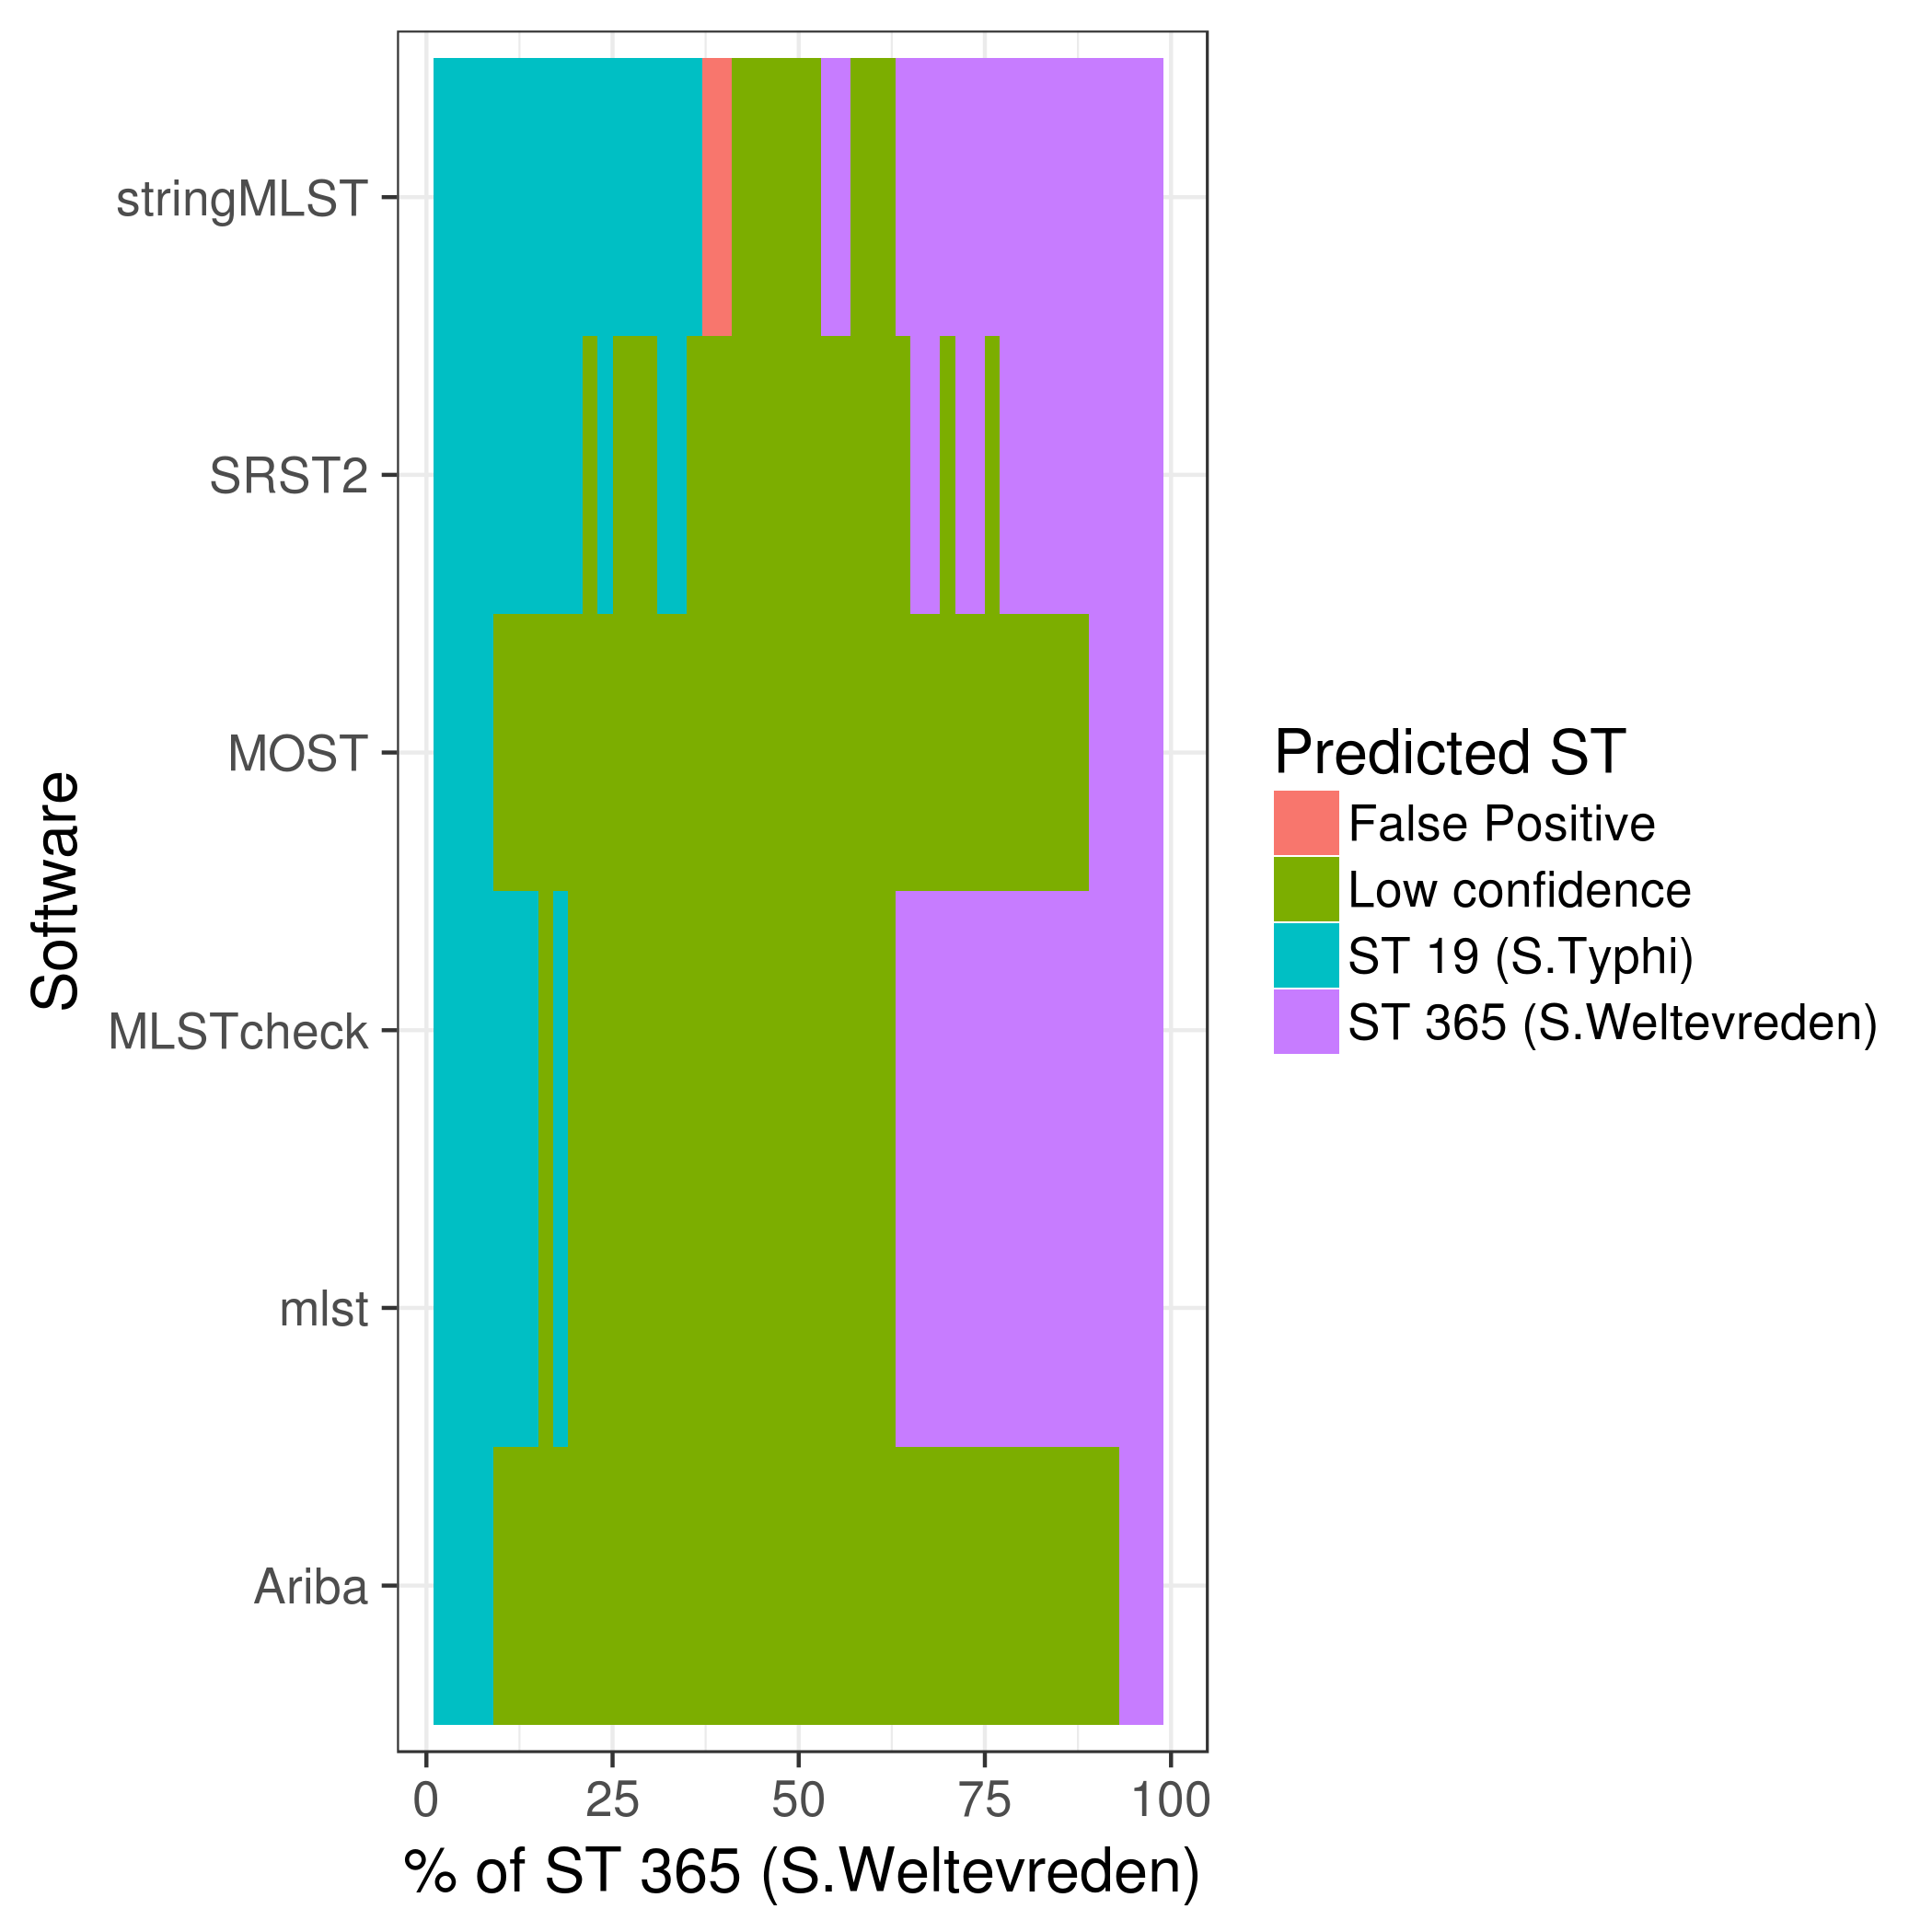 Software
stringMLST
SRST2
MOST
MLSTcheck
mlst
Ariba
0 25 50 75 100
% of ST 365 (S.Weltevreden)
Predicted ST
False Positive
Low confidence
ST 19 (S.Typhi)
ST 365 (S.Weltevreden)